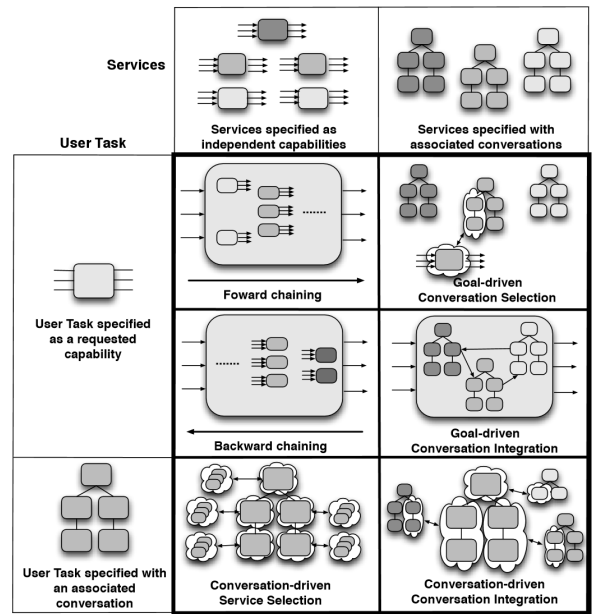 Services
User Task
Services specified as
independent capabilities
Services specified with
associated conversations
User Task specified
as a requested
capability
Foward chaining
Goal-driven
Conversation Selection
Backward chaining
Goal-driven
Conversation Integration
User Task specified with
an associated
conversation
Conversation-driven
Service Selection
Conversation-driven
Conversation Integration